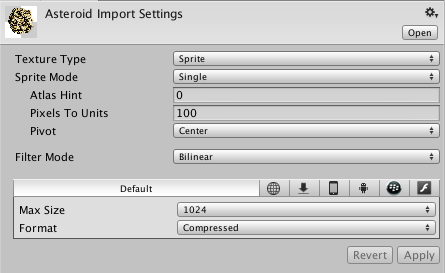 Asteroid Import Settings
Open
Texture Type Sprite
Sprite Mode Single
Atlas Hint 0
Pixels To Units 100
Pivot Center
Filter Mode Bilinear
Default
Max Size 1024
Format Compressed
Revert Apply